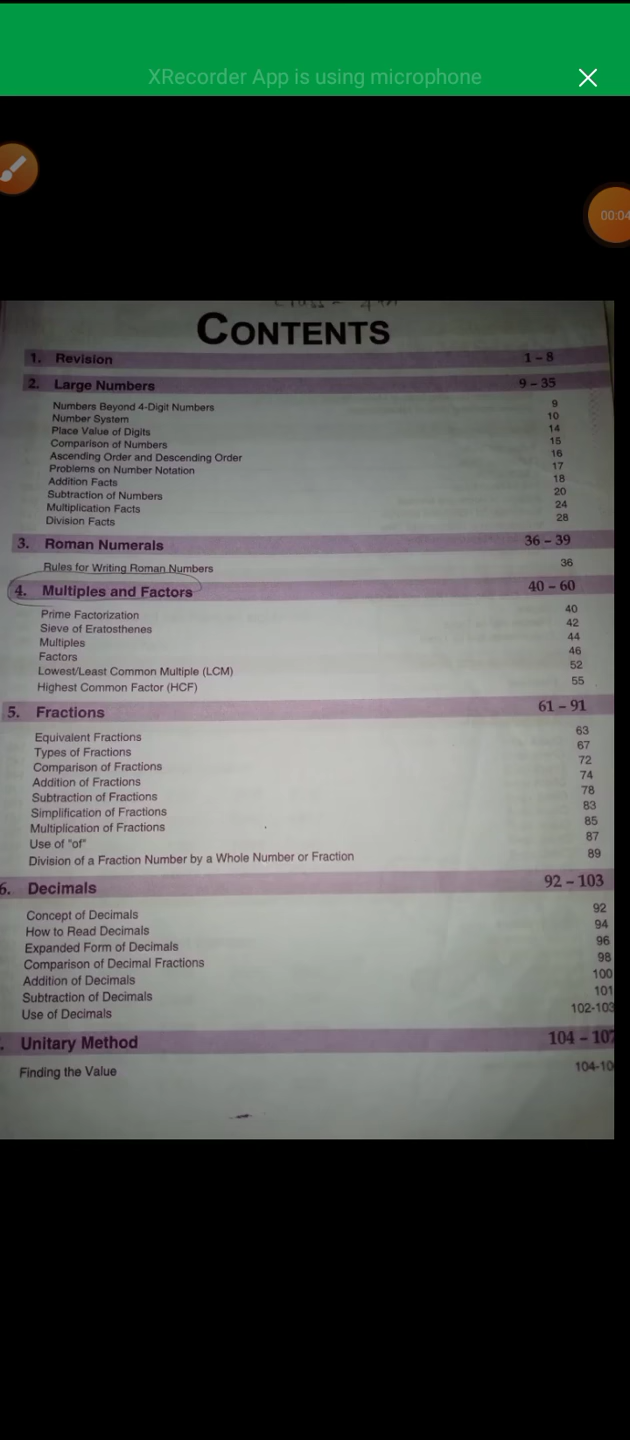 XRecorder App is using microphone
00:04
CONTENTS
1. Revision 1 – 8
2. Large Numbers 9 – 35
Numbers Beyond 4-Digit Numbers 9
Number System 10
Place Value of Digits 14
Comparison of Numbers 15
Ascending Order and Descending Order 16
Problems on Number Notation 17
Addition Facts 18
Subtraction of Numbers 20
Multiplication Facts 24
Division Facts 28
3. Roman Numerals 36 – 39
Rules for Writing Roman Numbers 36
4. Multiples and Factors 40 – 60
Prime Factorization 40
Sieve of Eratosthenes 42
Multiples 44
Factors 46
Lowest/Least Common Multiple (LCM) 52
Highest Common Factor (HCF) 55
5. Fractions 61 – 91
Equivalent Fractions 63
Types of Fractions 67
Comparison of Fractions 72
Addition of Fractions 74
Subtraction of Fractions 78
Simplification of Fractions 83
Multiplication of Fractions 85
Use of "of" 87
Division of a Fraction Number by a Whole Number or Fraction 89
6. Decimals 92 – 103
Concept of Decimals 92
How to Read Decimals 94
Expanded Form of Decimals 96
Comparison of Decimal Fractions 98
Addition of Decimals 100
Subtraction of Decimals 101
Use of Decimals 102-103
. Unitary Method 104 – 107
Finding the Value 104-10